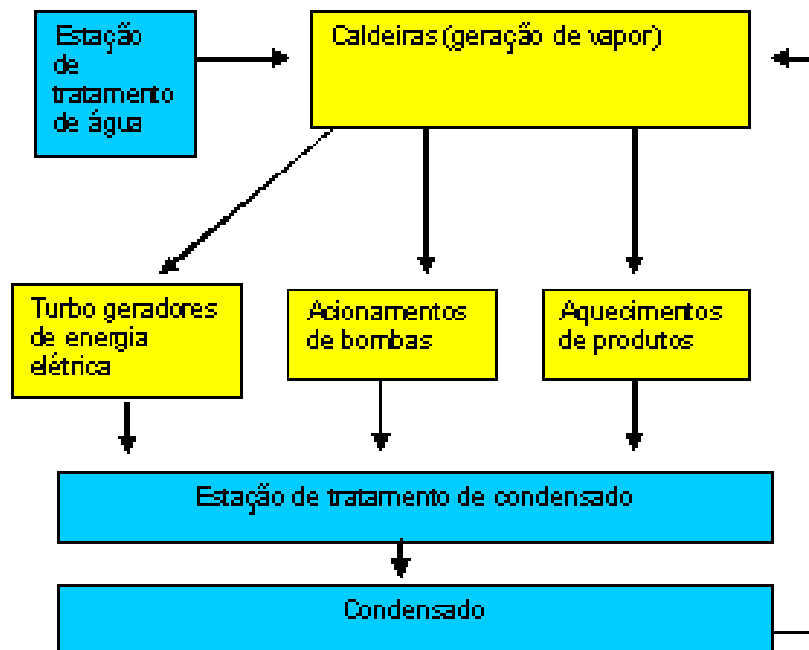 Estação
de
tratamento
de água
Caldeiras (geração de vapor)
Turbo geradores
de energia
elétrica
Acionamentos
de bombas
Aquecimentos
de produtos
Estação de tratamento de condensado
Condensado